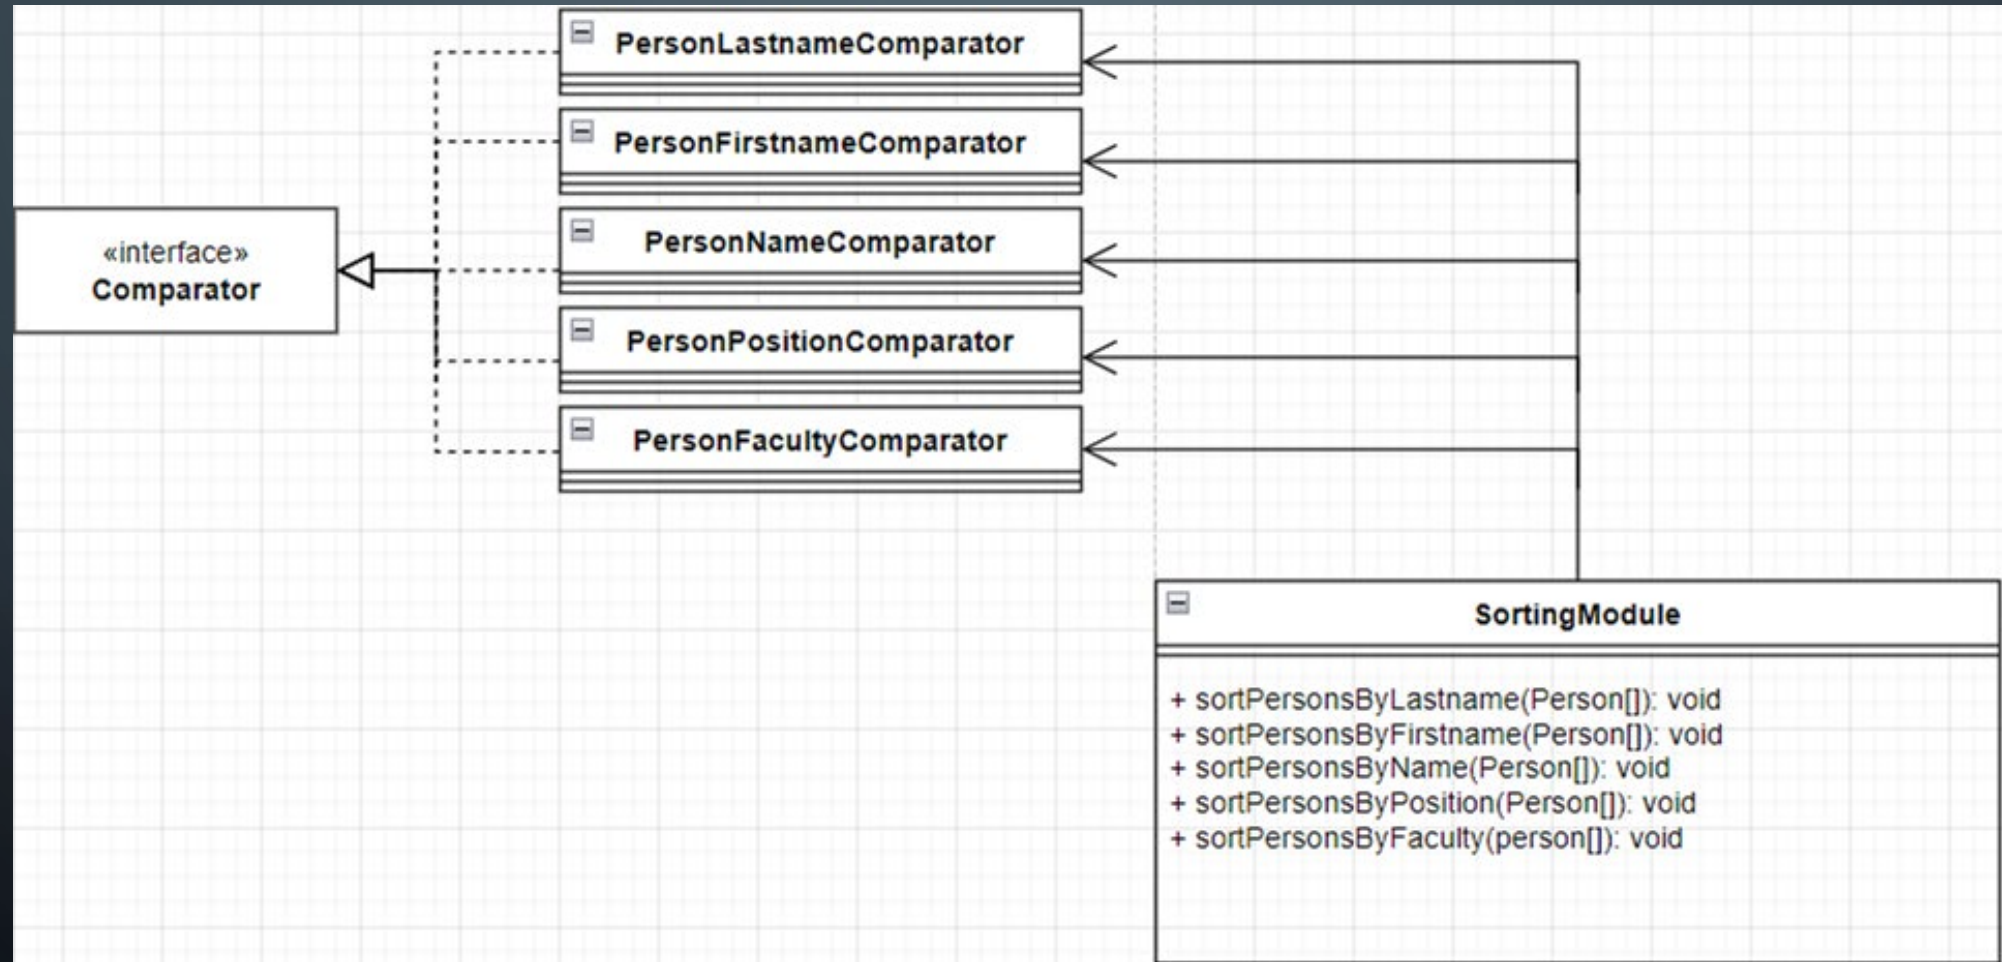 PersonLastnameComparator
PersonFirstnameComparator
«interface»
Comparator
PersonNameComparator
PersonPositionComparator
PersonFacultyComparator
SortingModule
+ sortPersonsByLastname(Person[]): void
+ sortPersonsByFirstname(Person[]): void
+ sortPersonsByName(Person[]): void
+ sortPersonsByPosition(Person[]): void
+ sortPersonsByFaculty(person[]): void